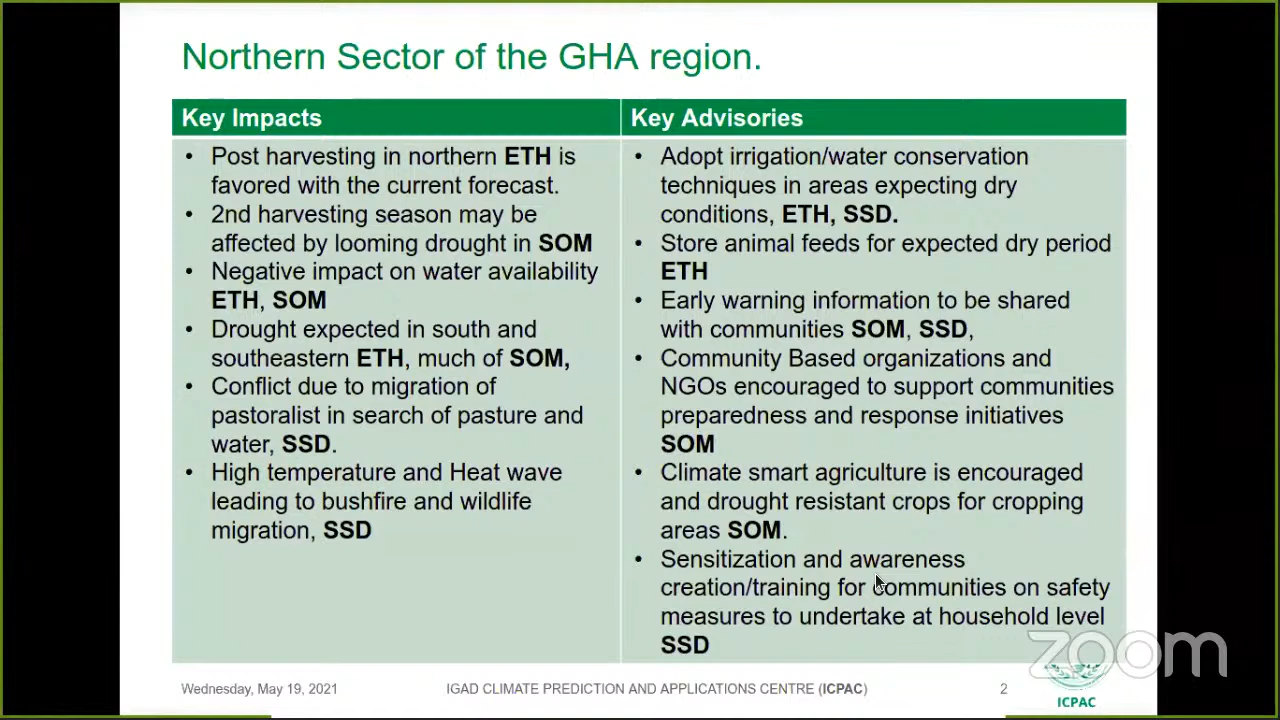 Northern Sector of the GHA region.
Key Impacts
• Post harvesting in northern ETH is
favored with the current forecast.
• 2nd harvesting season may be
affected by looming drought in SOM
• Negative impact on water availability
ETH, SOM
• Drought expected in south and
southeastern ETH, much of SOM,
• Conflict due to migration of
pastoralist in search of pasture and
water, SSD.
• High temperature and Heat wave
leading to bushfire and wildlife
migration, SSD
Key Advisories
• Adopt irrigation/water conservation
techniques in areas expecting dry
conditions, ETH, SSD.
• Store animal feeds for expected dry period
ETH
• Early warning information to be shared
with communities SOM, SSD,
• Community Based organizations and
NGOs encouraged to support communities
preparedness and response initiatives
SOM
• Climate smart agriculture is encouraged
and drought resistant crops for cropping
areas SOM.
• Sensitization and awareness
creation/training for communities on safety
measures to undertake at household level
SSD
Wednesday, May 19, 2021
IGAD CLIMATE PREDICTION AND APPLICATIONS CENTRE (ICPAC)
2
zoom
ICPAC